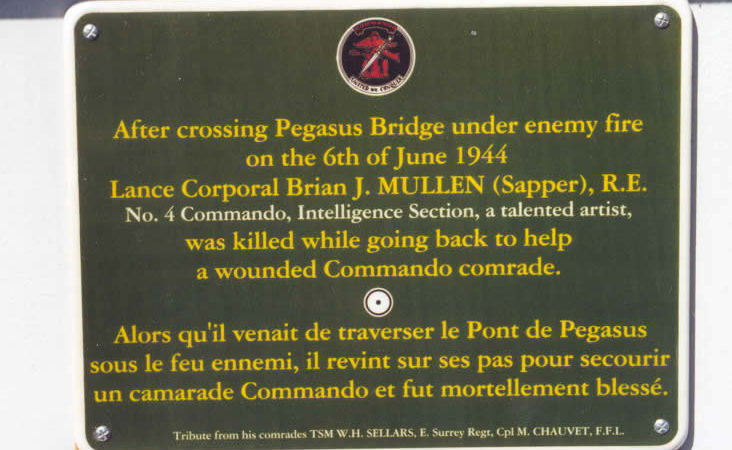 UNITED WE CONQUER
After crossing Pegasus Bridge under enemy fire
on the 6th of June 1944
Lance Corporal Brian J. MULLEN (Sapper), R.E.
No. 4 Commando, Intelligence Section, a talented artist,
was killed while going back to help
a wounded Commando comrade.
Alors qu'il venait de traverser le Pont de Pegasus
sous le feu ennemi, il revint sur ses pas pour secourir
un camarade Commando et fut mortellement blessé.
Tribute from his comrades TSM W.H. SELLARS, E. Surrey Regt, Cpl M. CHAUVET, F.F.L.